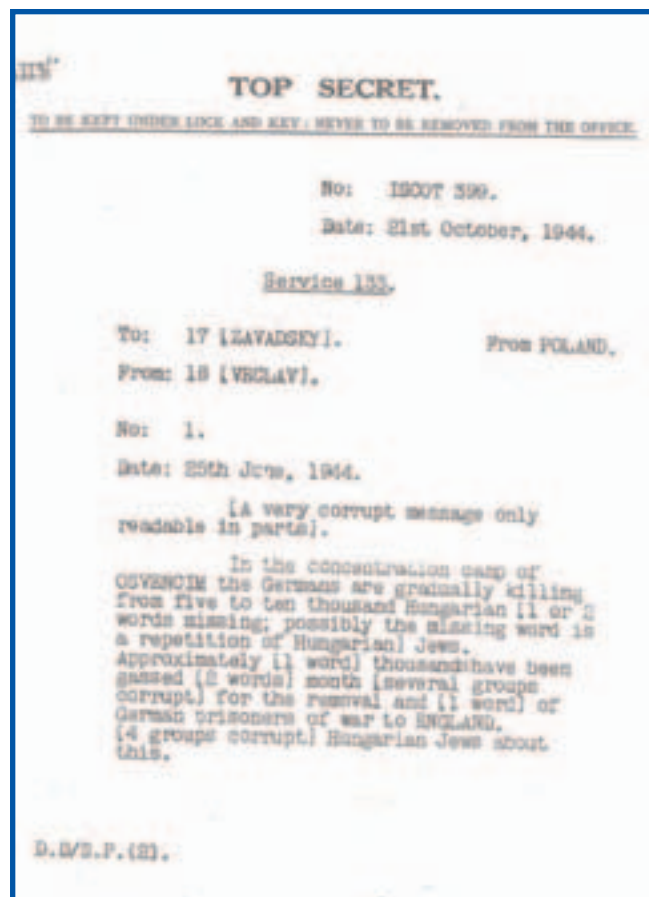 TOP SECRET.
TO BE KEPT UNDER LOCK AND KEY: NEVER TO BE REMOVED FROM THE OFFICE.
No: ISCOT 399.
Date: 21st October, 1944.
Service 133.
To: 17 [ZAVADSKY].
From POLAND.
From: 18 [VECLAV].
No: 1.
Date: 25th June, 1944.
[A very corrupt message only
readable in parts].
In the concentration camp of
OSVENCIM the Germans are gradually killing
from five to ten thousand Hungarian [1 or 2
words missing; possibly the missing word is
a repetition of Hungarian] Jews.
Approximately [1 word] thousand have been
gassed [2 words] month [several groups
corrupt] for the removal and [1 word] of
German prisoners of war to ENGLAND.
[4 groups corrupt] Hungarian Jews about
this.
D.D/S.P.(2).